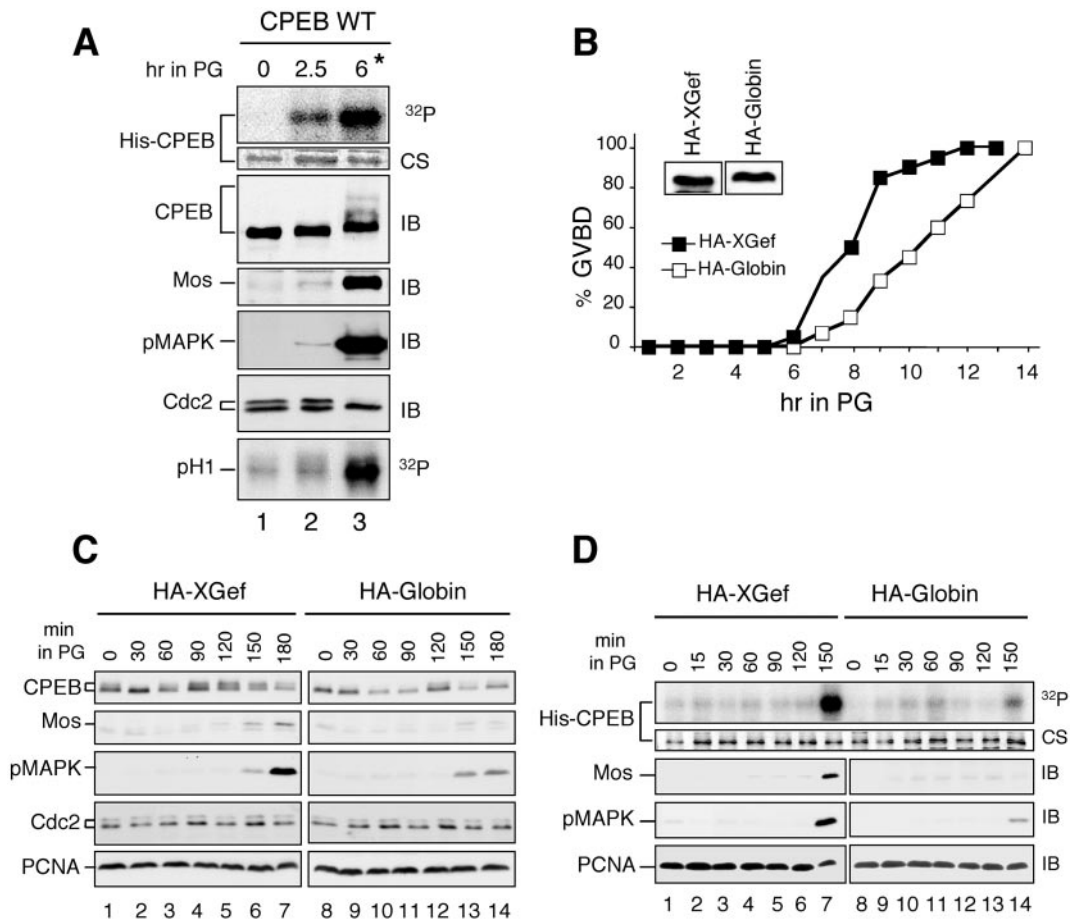 A
CPEB WT
hr in PG 0 2.5 6*
His-CPEB
32P
CS
CPEB
IB
Mos
IB
pMAPK
IB
Cdc2
IB
pH1
32P
1 2 3
B
HA-XGef
HA-Globin
100
80
60
40
20
0
% GVBD
HA-XGef
HA-Globin
2 4 6 8 10 12 14
hr in PG
C
HA-XGef HA-Globin
min
in PG
0 30 60 90 120 150 180 0 30 60 90 120 150 180
CPEB
Mos
pMAPK
Cdc2
PCNA
1 2 3 4 5 6 7 8 9 10 11 12 13 14
D
HA-XGef HA-Globin
min
in PG
0 15 30 60 90 120 150 0 15 30 60 90 120 150
His-CPEB
32P
CS
Mos
IB
pMAPK
IB
PCNA
IB
1 2 3 4 5 6 7 8 9 10 11 12 13 14